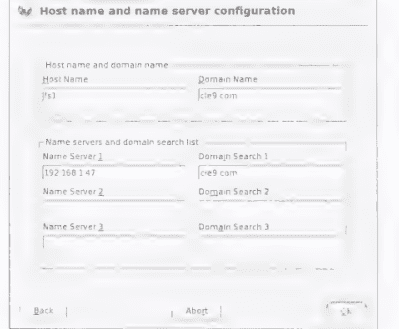 Host name and name server configuration
Host name and domain name
Host Name Domain Name
cle9.com
Name servers and domain search list
Name Server 1 Domain Search 1
192.168.1.47 cle9.com
Name Server 2 Domain Search 2
Name Server 3 Domain Search 3
Back Abort